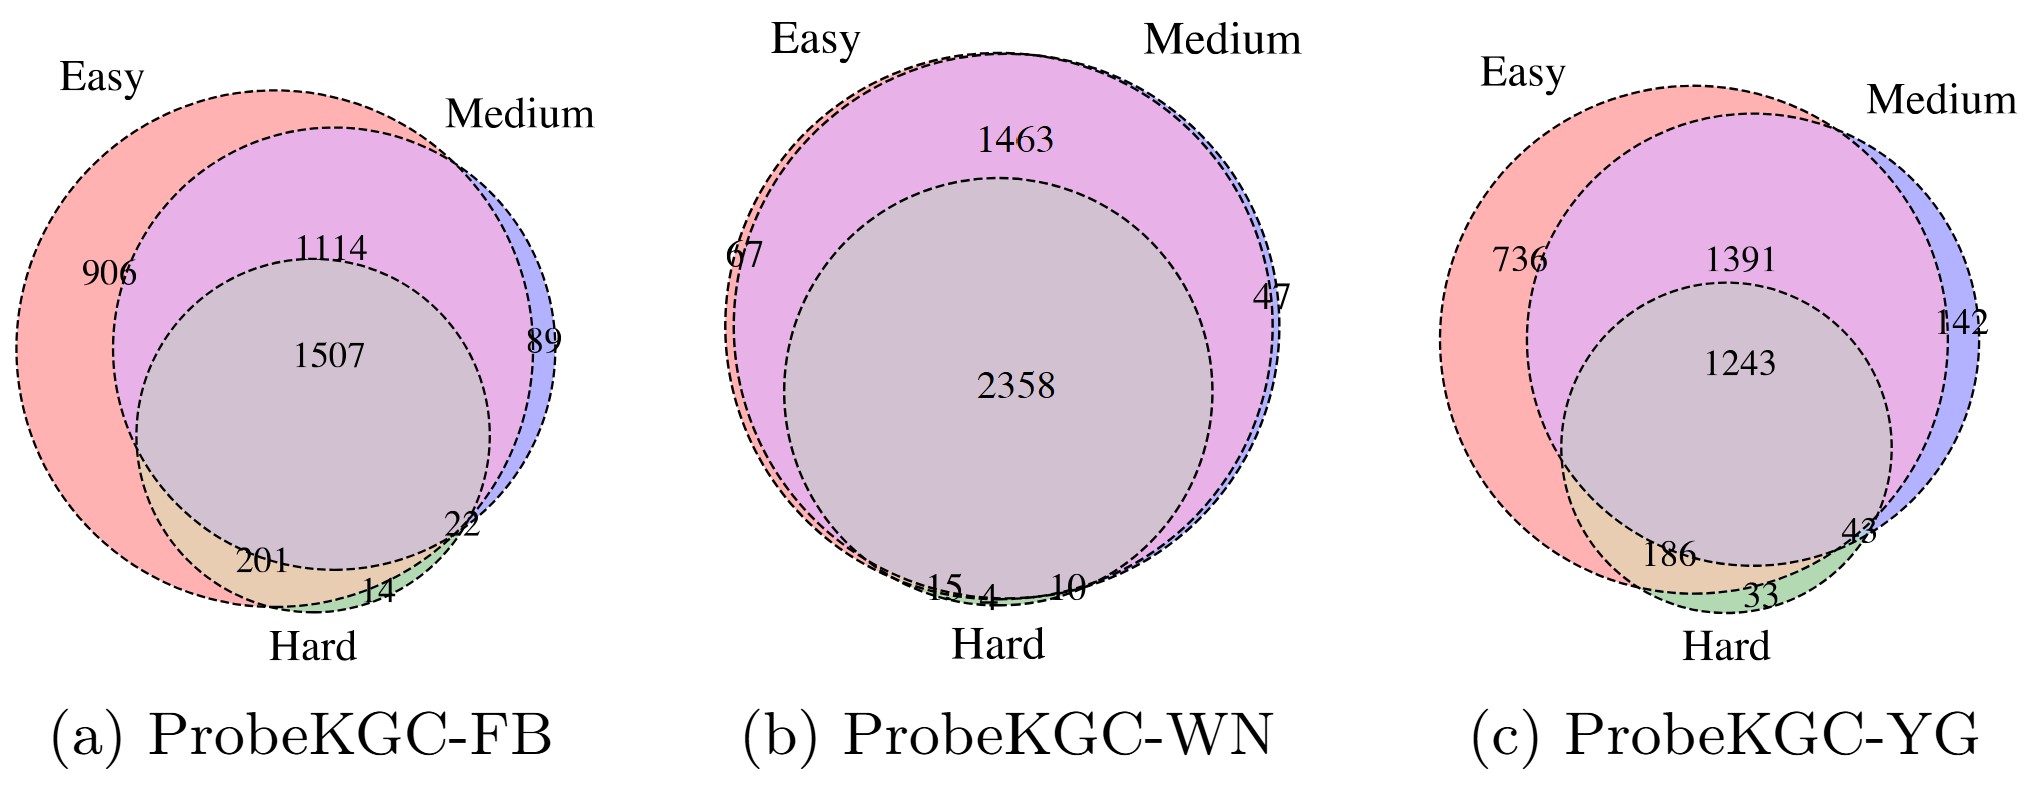 Easy
Medium
906
1114
1507
89
22
201
14
Hard
(a) ProbeKGC-FB
Easy
Medium
1463
67
47
2358
15
4
10
Hard
(b) ProbeKGC-WN
Easy
Medium
736
1391
142
1243
43
186
33
Hard
(c) ProbeKGC-YG